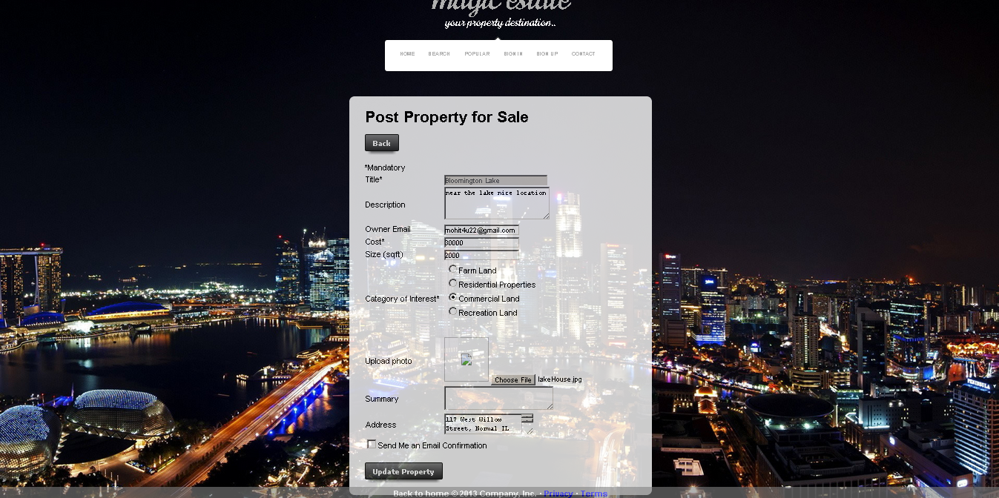 magic estate
your property destination..
HOME SEARCH POPULAR SIGN IN SIGN UP CONTACT
Post Property for Sale
Back
*Mandatory
Title* Bloomington Lake
Description near the lake nice location
Owner Email mohit4u22@gmail.com
Cost* 30000
Size (sqft) 2000
Farm Land
Residential Properties
Category of Interest* Commercial Land
Recreation Land
Upload photo
Choose File lakeHouse.jpg
Summary
Address 117 West Willow
Street, Normal IL
Send Me an Email Confirmation
Update Property
Back to home © 2013 Company, Inc. · Privacy · Terms